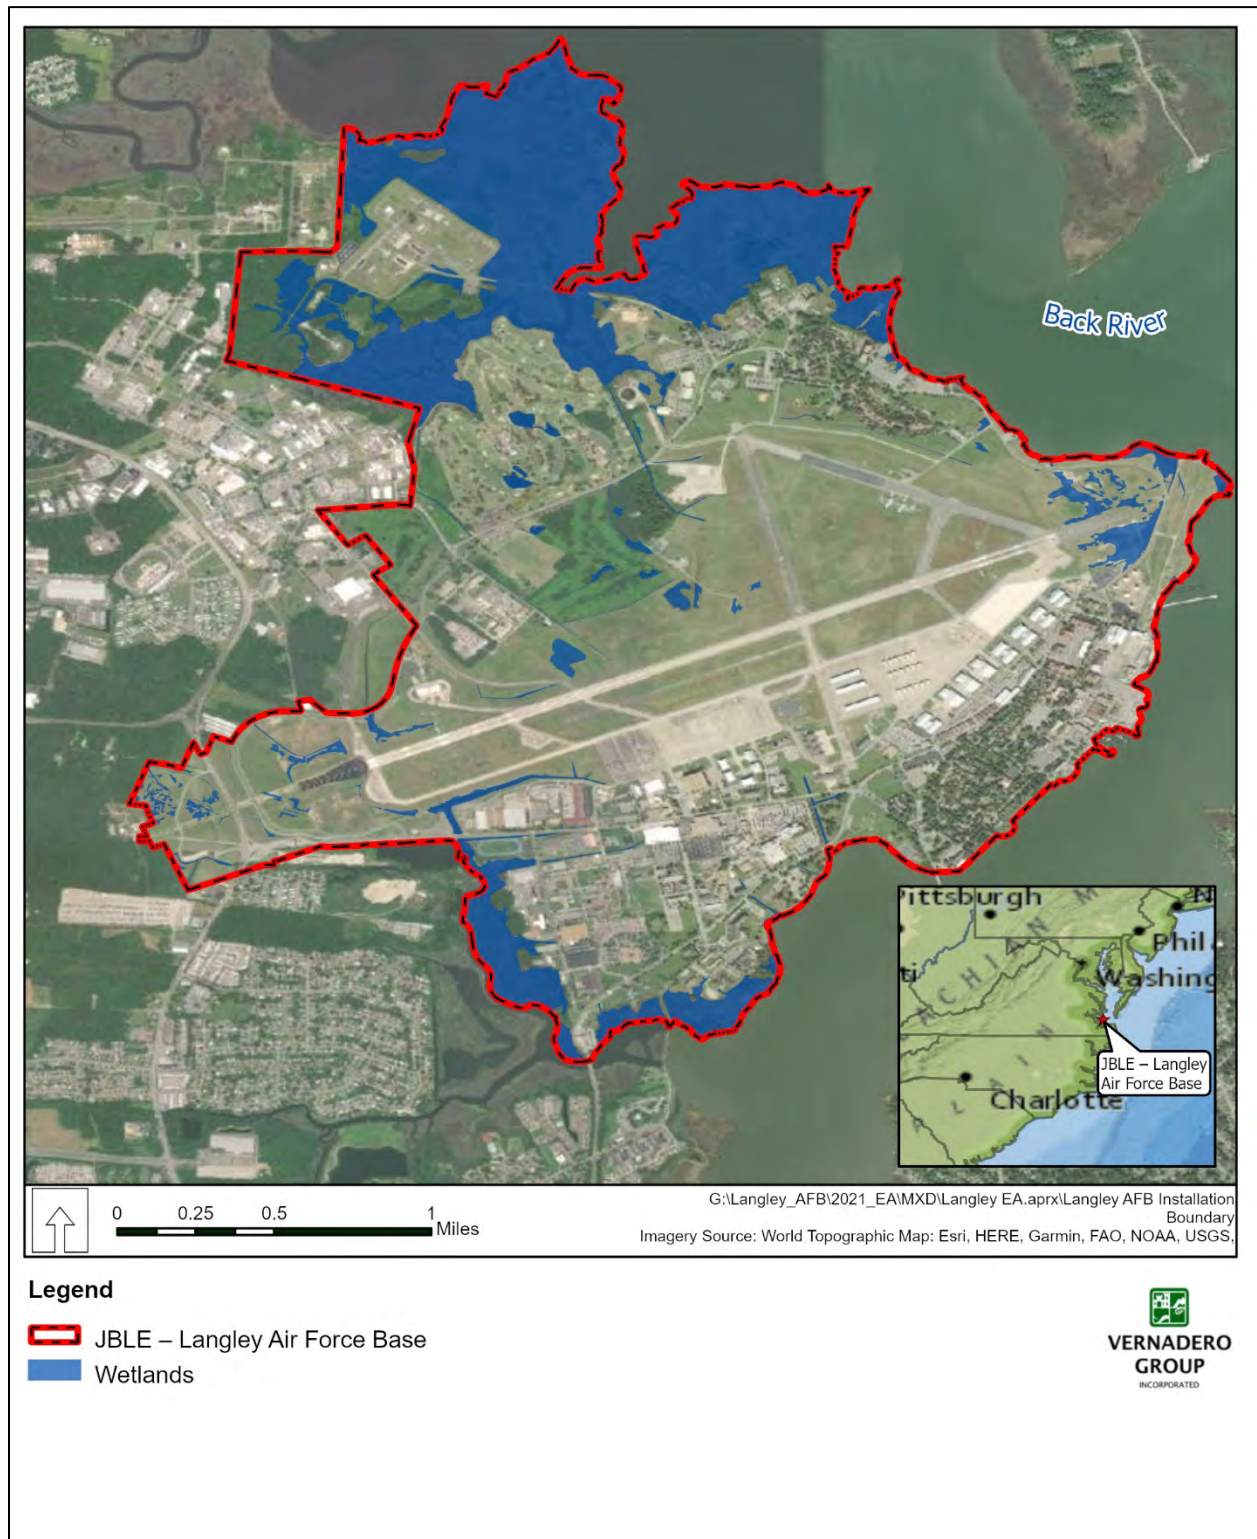 Back River
Pittsburgh
N
Phil
Washing
ti
A C H I A N M
A I N
P L
Charlotte
JBLE – Langley
Air Force Base
0 0.25 0.5 1
Miles
G:\Langley_AFB\2021_EA\MXD\Langley EA.aprx\Langley AFB Installation
Boundary
Imagery Source: World Topographic Map: Esri, HERE, Garmin, FAO, NOAA, USGS,
Legend
JBLE – Langley Air Force Base
Wetlands
VERNADERO
GROUP
INCORPORATED